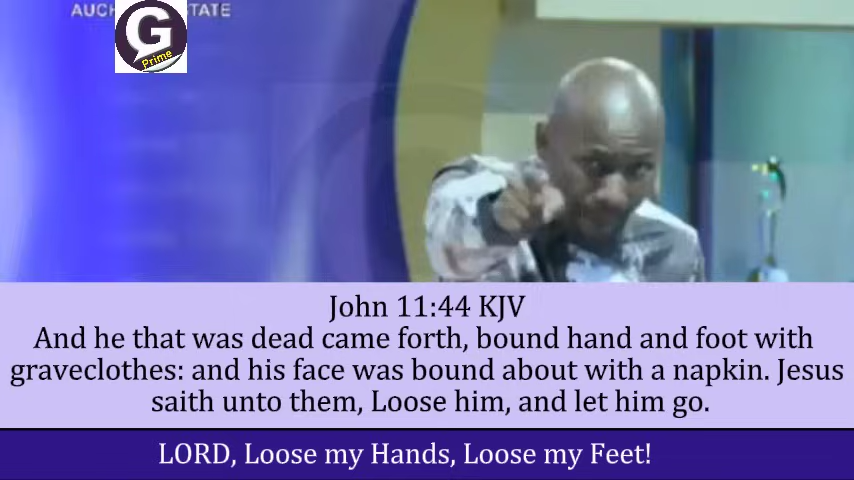 AUCH STATE
G
Prime
John 11:44 KJV
And he that was dead came forth, bound hand and foot with
graveclothes: and his face was bound about with a napkin. Jesus
saith unto them, Loose him, and let him go.
LORD, Loose my Hands, Loose my Feet!